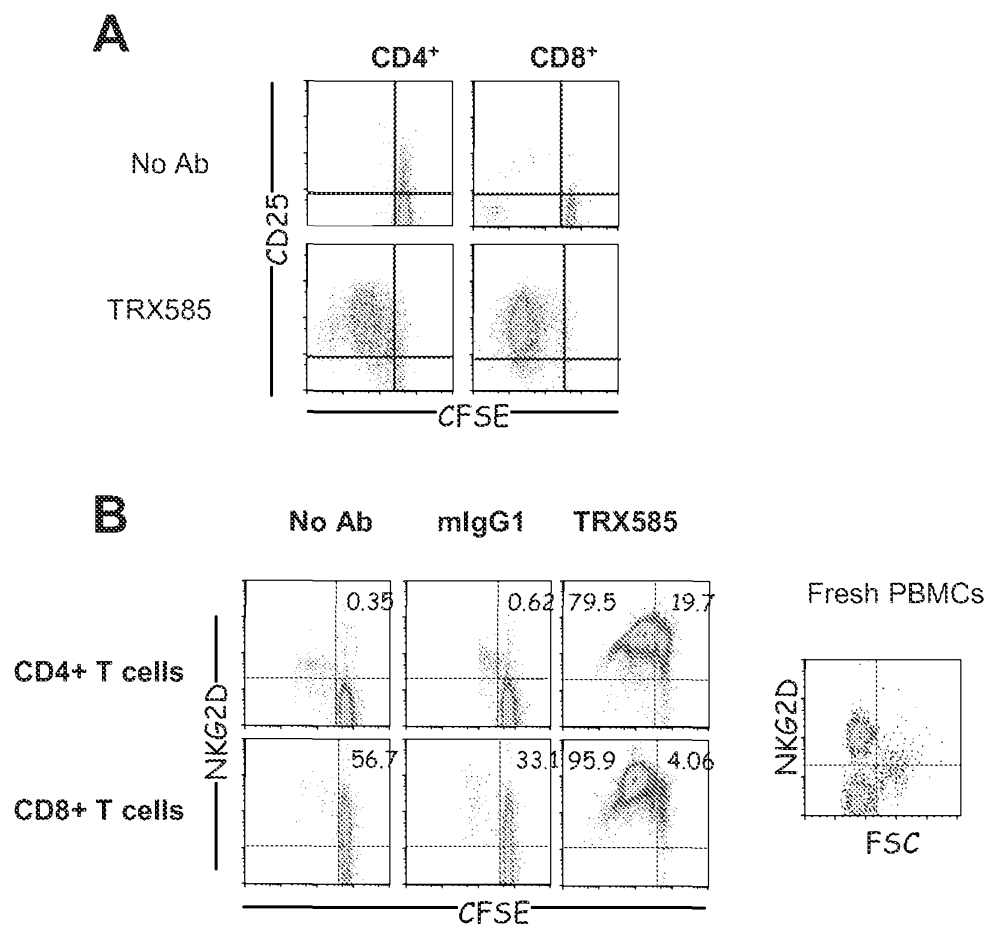 A
CD4+ CD8+
No Ab
CD25
TRX585
CFSE
B
No Ab mIgG1 TRX585
0.35 0.62 79.5 19.7
Fresh PBMCs
CD4+ T cells
NKG2D
56.7 33.1 95.9 4.06
CD8+ T cells
CFSE
NKG2D
FSC